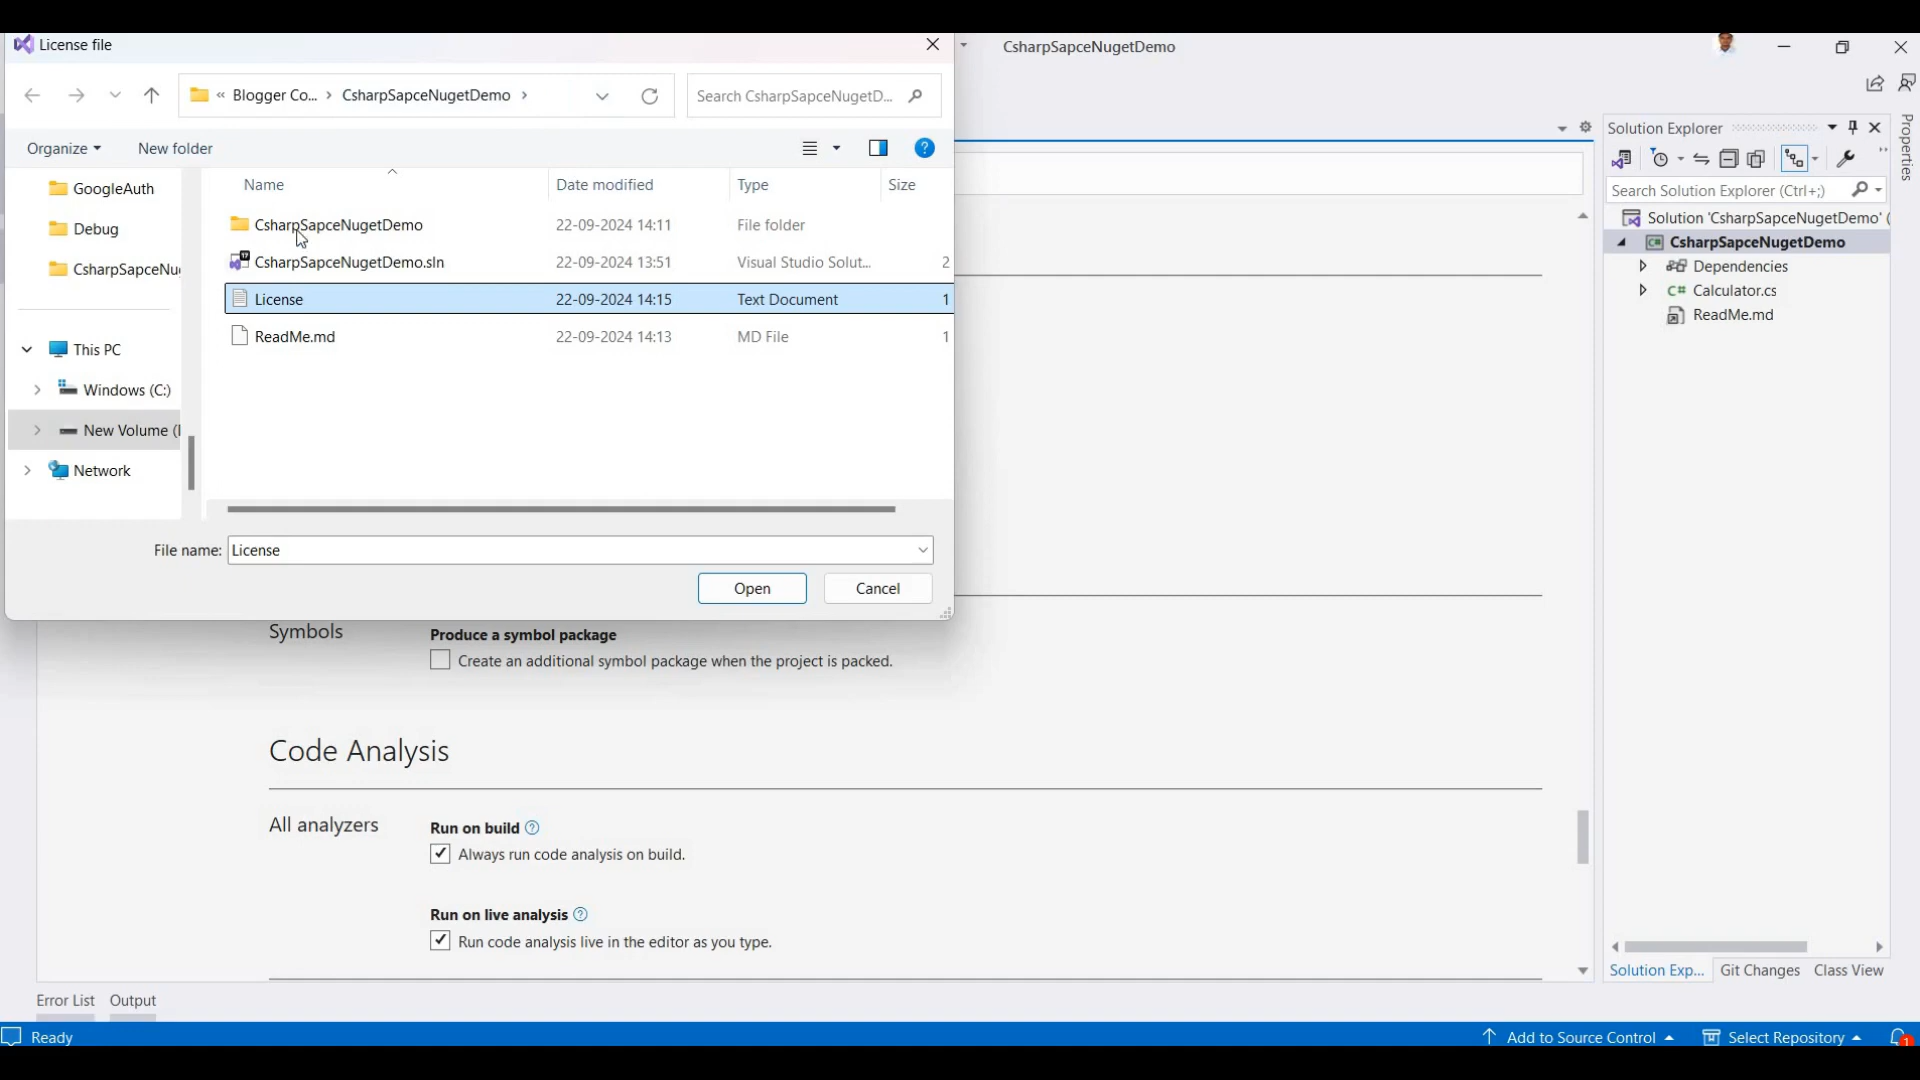 License file
CsharpSapceNugetDemo
« Blogger Co... › CsharpSapceNugetDemo ›
Search CsharpSapceNugetD...
Organize
New folder
Name
Date modified
Type
Size
GoogleAuth
Debug
CsharpSapceNu
CsharpSapceNugetDemo 22-09-2024 14:11 File folder
CsharpSapceNugetDemo.sln 22-09-2024 13:51 Visual Studio Solut... 2
License 22-09-2024 14:15 Text Document 1
ReadMe.md 22-09-2024 14:13 MD File 1
This PC
Windows (C:)
New Volume (
Network
File name: License
Open
Cancel
Symbols
Produce a symbol package
Create an additional symbol package when the project is packed.
Code Analysis
All analyzers
Run on build
Always run code analysis on build.
Run on live analysis
Run code analysis live in the editor as you type.
Solution Explorer
Properties
Search Solution Explorer (Ctrl+;)
Solution 'CsharpSapceNugetDemo' (
C# CsharpSapceNugetDemo
Dependencies
C# Calculator.cs
ReadMe.md
Solution Exp...
Git Changes
Class View
Error List
Output
Ready
Add to Source Control
Select Repository
1